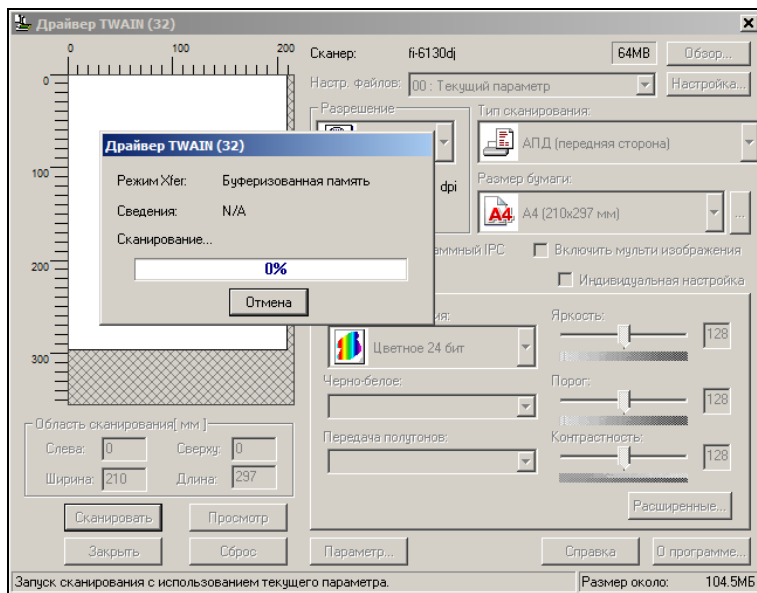 Драйвер TWAIN (32)
0 100 200
Сканер: fi-6130dj 64MB Обзор...
0
Настр. файлов: 00 : Текущий параметр Настройка...
Разрешение
Тип сканирования:
АПД (передняя сторона)
Драйвер TWAIN (32)
Режим Xfer: Буферизованная память
100
dpi
Размер бумаги:
Сведения: N/A
A4 A4 (210x297 мм) ...
Сканирование...
аммный IPC Включить мульти изображения
200
0%
Индивидуальная настройка
Отмена
ия:
Яркость:
128
Цветное 24 бит
300
Черно-белое:
Порог:
128
Область сканирования[ мм ]
Слева: 0 Сверху: 0
Передача полутонов:
Контрастность:
128
Ширина: 210 Длина: 297
Расширенные...
Сканировать Просмотр
Закрыть Сброс Параметр... Справка О программе...
Запуск сканирования с использованием текущего параметра. Размер около: 104.5МБ